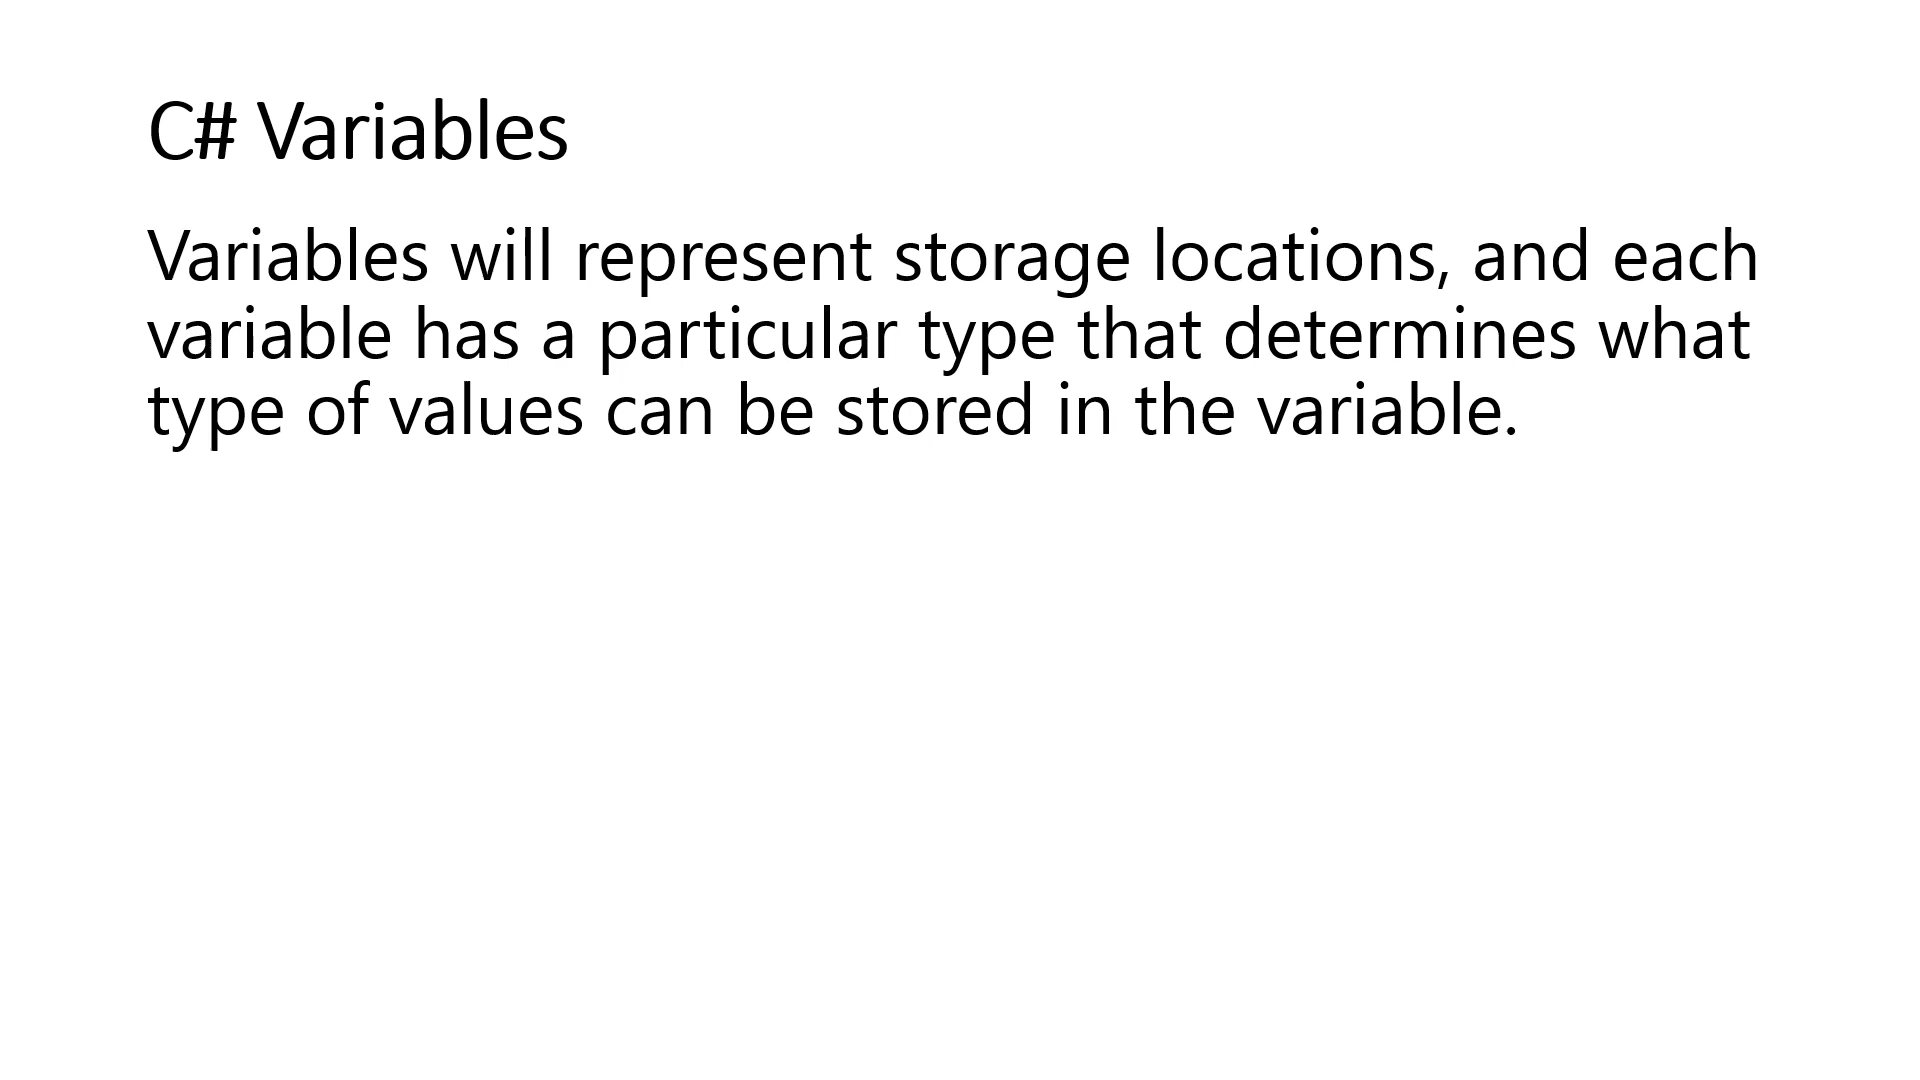 C# Variables
Variables will represent storage locations, and each
variable has a particular type that determines what
type of values can be stored in the variable.